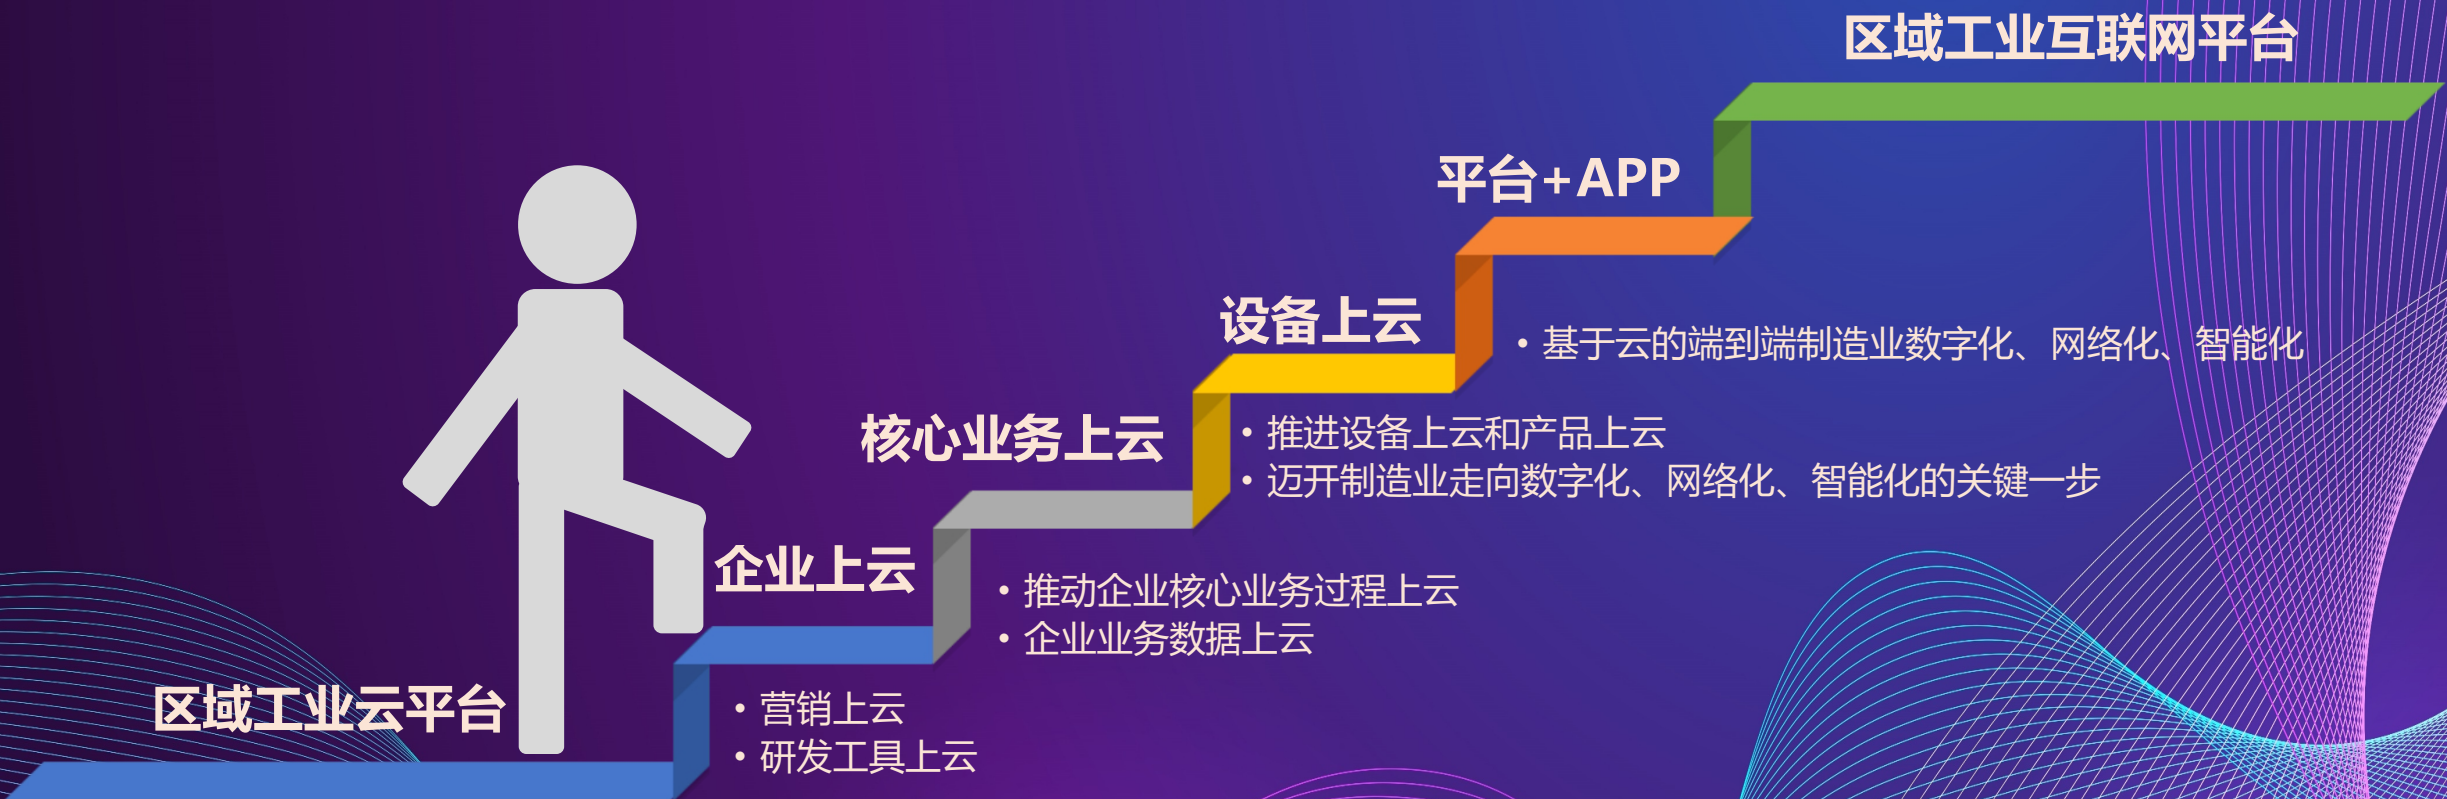 区域工业互联网平台
平台+APP
设备上云
• 基于云的端到端制造业数字化、网络化、智能化
核心业务上云
• 推进设备上云和产品上云
• 迈开制造业走向数字化、网络化、智能化的关键一步
企业上云
• 推动企业核心业务过程上云
• 企业业务数据上云
区域工业云平台
• 营销上云
• 研发工具上云